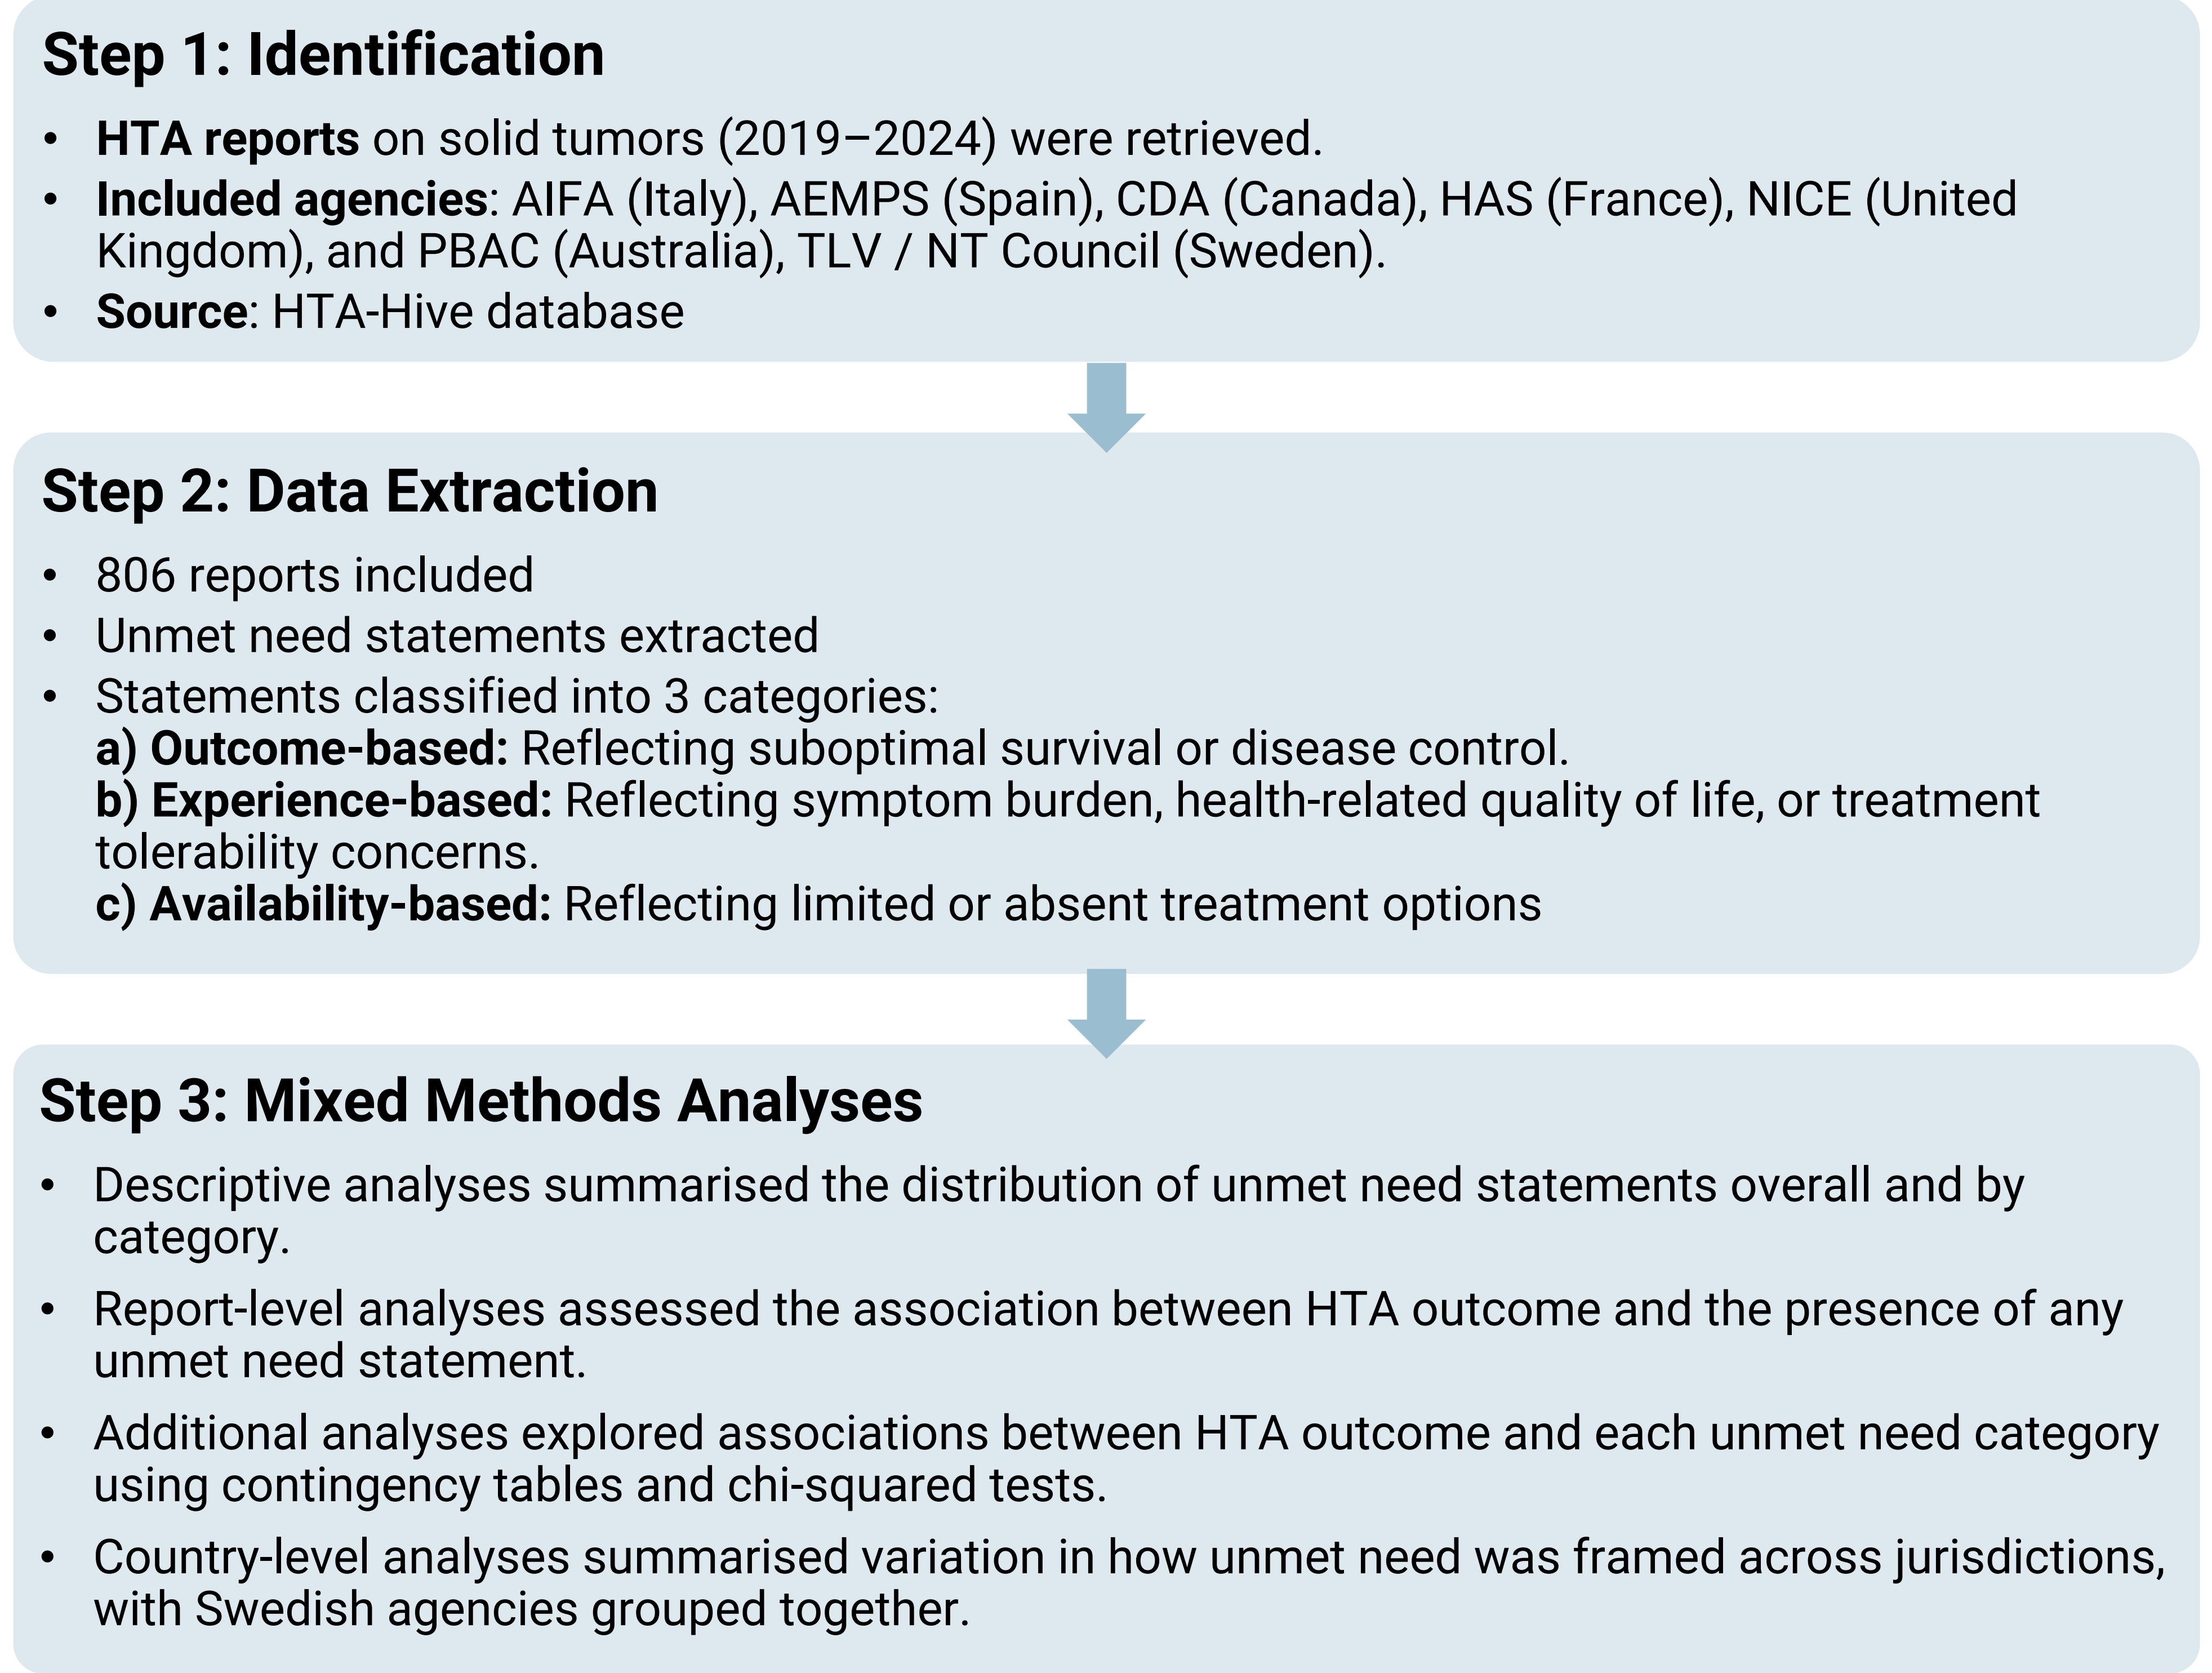 Step 1: Identification
• HTA reports on solid tumors (2019–2024) were retrieved.
• Included agencies: AIFA (Italy), AEMPS (Spain), CDA (Canada), HAS (France), NICE (United
Kingdom), and PBAC (Australia), TLV / NT Council (Sweden).
• Source: HTA-Hive database
Step 2: Data Extraction
• 806 reports included
• Unmet need statements extracted
• Statements classified into 3 categories:
a) Outcome-based: Reflecting suboptimal survival or disease control.
b) Experience-based: Reflecting symptom burden, health-related quality of life, or treatment
tolerability concerns.
c) Availability-based: Reflecting limited or absent treatment options
Step 3: Mixed Methods Analyses
• Descriptive analyses summarised the distribution of unmet need statements overall and by
category.
• Report-level analyses assessed the association between HTA outcome and the presence of any
unmet need statement.
• Additional analyses explored associations between HTA outcome and each unmet need category
using contingency tables and chi-squared tests.
• Country-level analyses summarised variation in how unmet need was framed across jurisdictions,
with Swedish agencies grouped together.